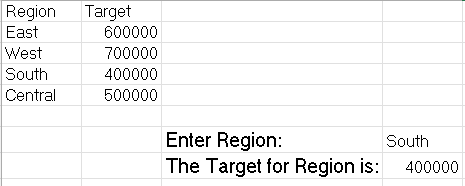 Region Target
East 600000
West 700000
South 400000
Central 500000
Enter Region: South
The Target for Region is: 400000